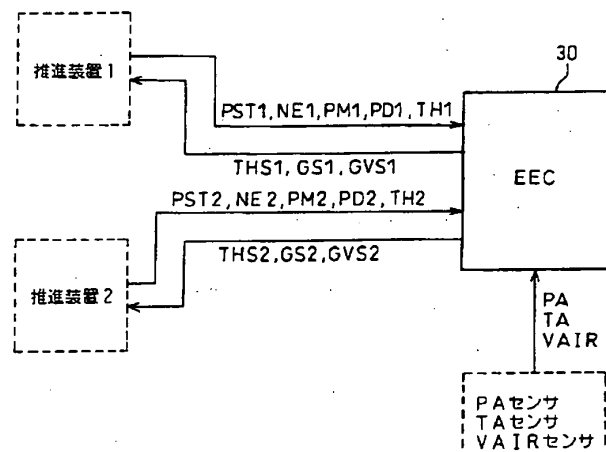 推進装置1
30
PST1,NE1,PM1,PD1,TH1
THS1,GS1,GVS1
EEC
PST2,NE2,PM2,PD2,TH2
THS2,GS2,GVS2
推進装置2
PA
TA
VAIR
PAセンサ
TAセンサ
VAIRセンサ